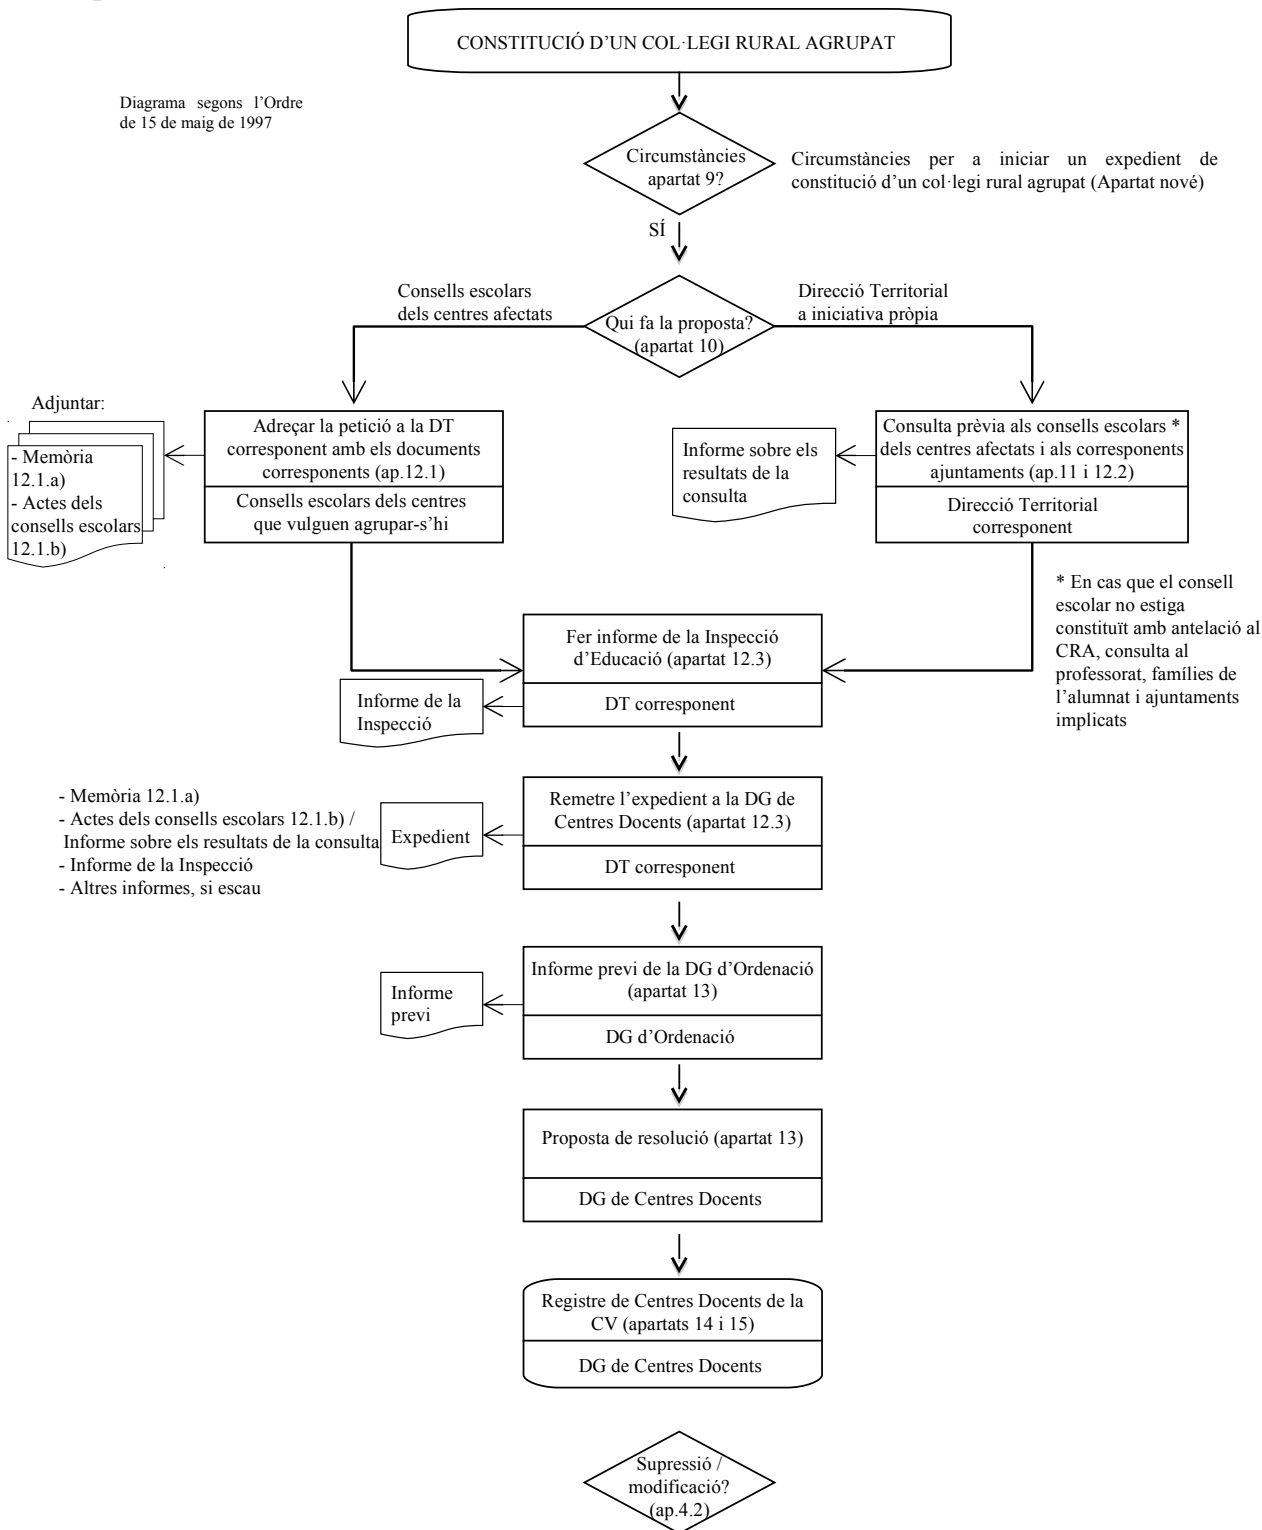 CONSTITUCIÓ D’UN COL·LEGI RURAL AGRUPAT
Diagrama segons l’Ordre
de 15 de maig de 1997
Circumstàncies
apartat 9?
Circumstàncies per a iniciar un expedient de
constitució d’un col·legi rural agrupat (Apartat nové)
SÍ
Consells escolars
dels centres afectats
Direcció Territorial
a iniciativa pròpia
Qui fa la proposta?
(apartat 10)
Adjuntar:
- Memòria
12.1.a)
- Actes dels
consells escolars
12.1.b)
Adreçar la petició a la DT
corresponent amb els documents
corresponents (ap.12.1)
Consells escolars dels centres
que vulguen agrupar-s’hi
Informe sobre els
resultats de la
consulta
Consulta prèvia als consells escolars *
dels centres afectats i als corresponents
ajuntaments (ap.11 i 12.2)
Direcció Territorial
corresponent
* En cas que el consell
escolar no estiga
constituït amb antelació al
CRA, consulta al
professorat, famílies de
l’alumnat i ajuntaments
implicats
Fer informe de la Inspecció
d’Educació (apartat 12.3)
DT corresponent
Informe de la
Inspecció
- Memòria 12.1.a)
- Actes dels consells escolars 12.1.b) /
Informe sobre els resultats de la consulta
- Informe de la Inspecció
- Altres informes, si escau
Expedient
Remetre l’expedient a la DG de
Centres Docents (apartat 12.3)
DT corresponent
Informe
previ
Informe previ de la DG d’Ordenació
(apartat 13)
DG d’Ordenació
Proposta de resolució (apartat 13)
DG de Centres Docents
Registre de Centres Docents de la
CV (apartats 14 i 15)
DG de Centres Docents
Supressió /
modificació?
(ap.4.2)